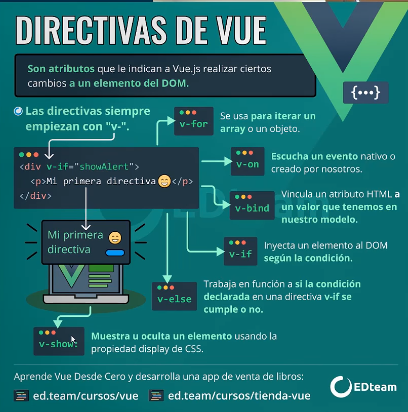 DIRECTIVAS DE VUE
Son atributos que le indican a Vue.js realizar ciertos
cambios a un elemento del DOM.
{•••}
Las directivas siempre
empiezan con "v-".
v-for
Se usa para iterar un
array o un objeto.
<div v-if="showAlert">
<p>Mi primera directiva😁</p>
</div>
v-on
Escucha un evento nativo o
creado por nosotros.
v-bind
Vincula un atributo HTML a
un valor que tenemos en
nuestro modelo.
Mi primera
directiva
v-if
Inyecta un elemento al DOM
según la condición.
v-else
Trabaja en función a si la condición
declarada en una directiva v-if se
cumple o no.
v-show:
Muestra u oculta un elemento usando la
propiedad display de CSS.
Aprende Vue Desde Cero y desarrolla una app de venta de libros:
ed.team/cursos/vue
ed.team/cursos/tienda-vue
EDteam
EDteam